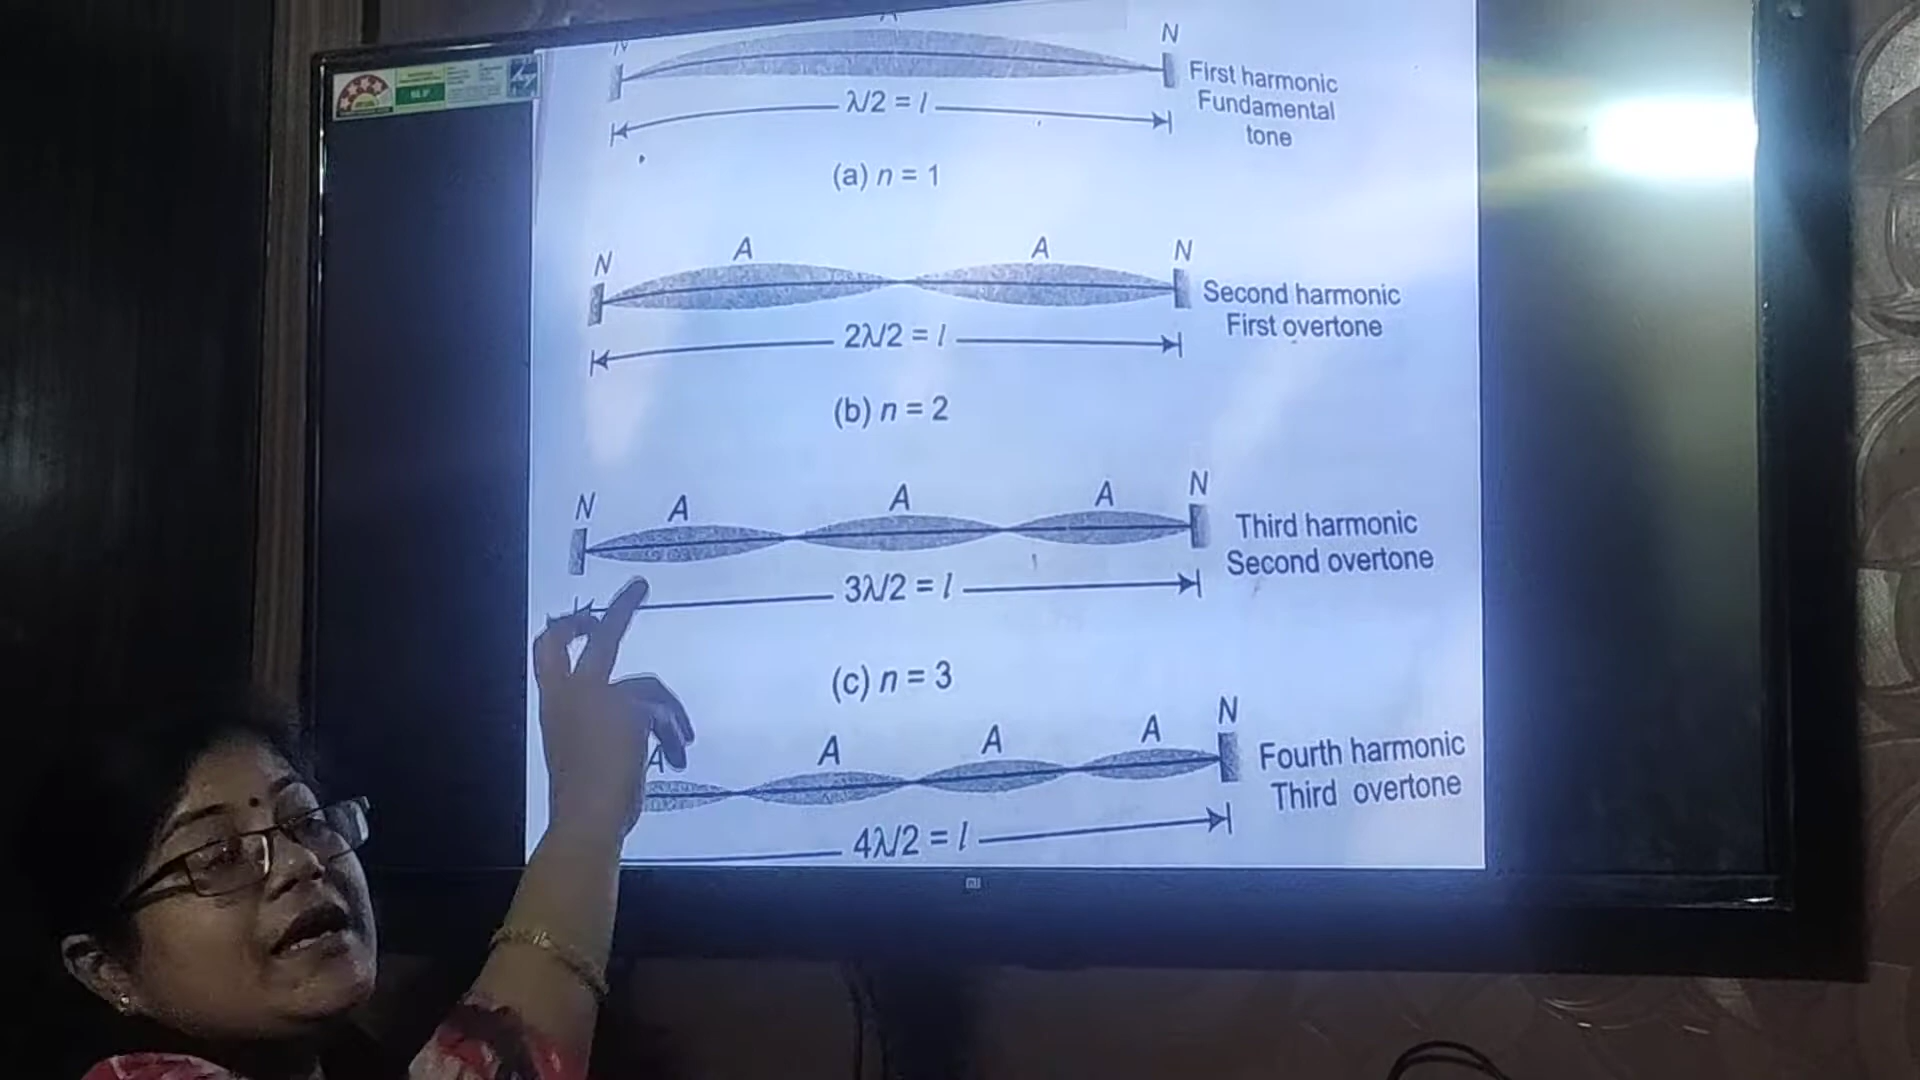 N
N
First harmonic
Fundamental
tone
λ/2 = l
(a) n = 1
N
A
A
N
Second harmonic
First overtone
2λ/2 = l
(b) n = 2
N
A
A
A
N
Third harmonic
Second overtone
3λ/2 = l
(c) n = 3
A
A
A
A
N
Fourth harmonic
Third overtone
4λ/2 = l
mi